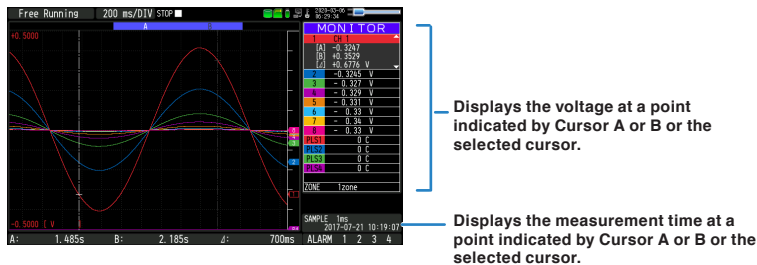 Free Running 200 ms/DIV STOP 2020-03-06
06:29:34
A
MONITOR
+0.5000
1 CH 1
[A] -0.3247
[B] +0.3529
[⊿] +0.6776 V
2 - 0.3245 V
3 - 0.327 V
4 - 0.329 V
5 - 0.331 V
6 - 0.33 V
7 - 0.34 V
8 - 0.33 V
PLS1 0 C
PLS2 0 C
PLS3 0 C
PLS4 0 C
ZONE 1zone
-0.5000 [ V
SAMPLE 1ms
2017-07-21 10:19:07
A: 1.485s B: 2.185s ⊿: 700ms ALARM 1 2 3 4
Displays the voltage at a point
indicated by Cursor A or B or the
selected cursor.
Displays the measurement time at a
point indicated by Cursor A or B or the
selected cursor.